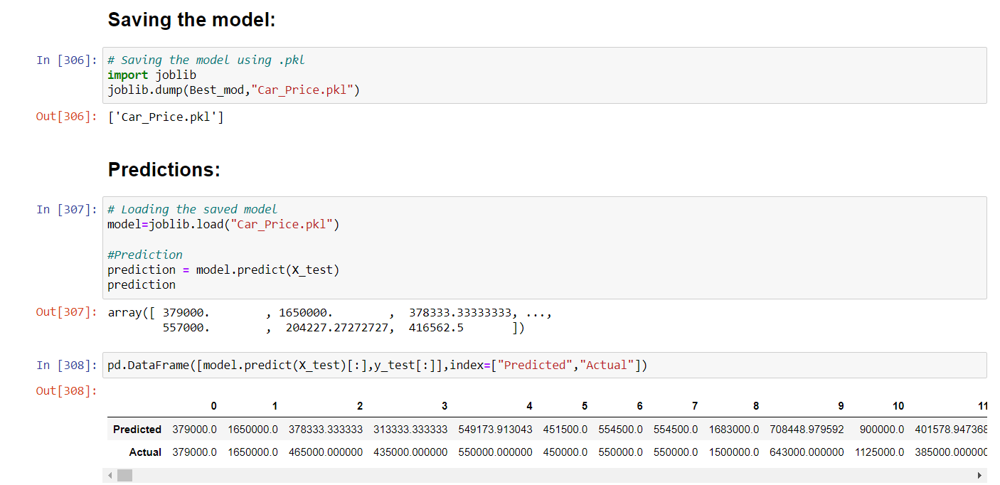 Saving the model:
In [306]: # Saving the model using .pkl
import joblib
joblib.dump(Best_mod,"Car_Price.pkl")
Out[306]: ['Car_Price.pkl']
Predictions:
In [307]: # Loading the saved model
model=joblib.load("Car_Price.pkl")
#Prediction
prediction = model.predict(X_test)
prediction
Out[307]: array([ 379000.        , 1650000.        ,  378333.33333333, ...,
557000.        ,  204227.27272727,  416562.5       ])
In [308]: pd.DataFrame([model.predict(X_test)[:],y_test[:]],index=["Predicted","Actual"])
Out[308]:
0 1 2 3 4 5 6 7 8 9 10 11
Predicted 379000.0 1650000.0 378333.333333 313333.333333 549173.913043 451500.0 554500.0 554500.0 1683000.0 708448.979592 900000.0 401578.947368
Actual 379000.0 1650000.0 465000.000000 435000.000000 550000.000000 450000.0 550000.0 550000.0 1500000.0 643000.000000 1125000.0 385000.000000